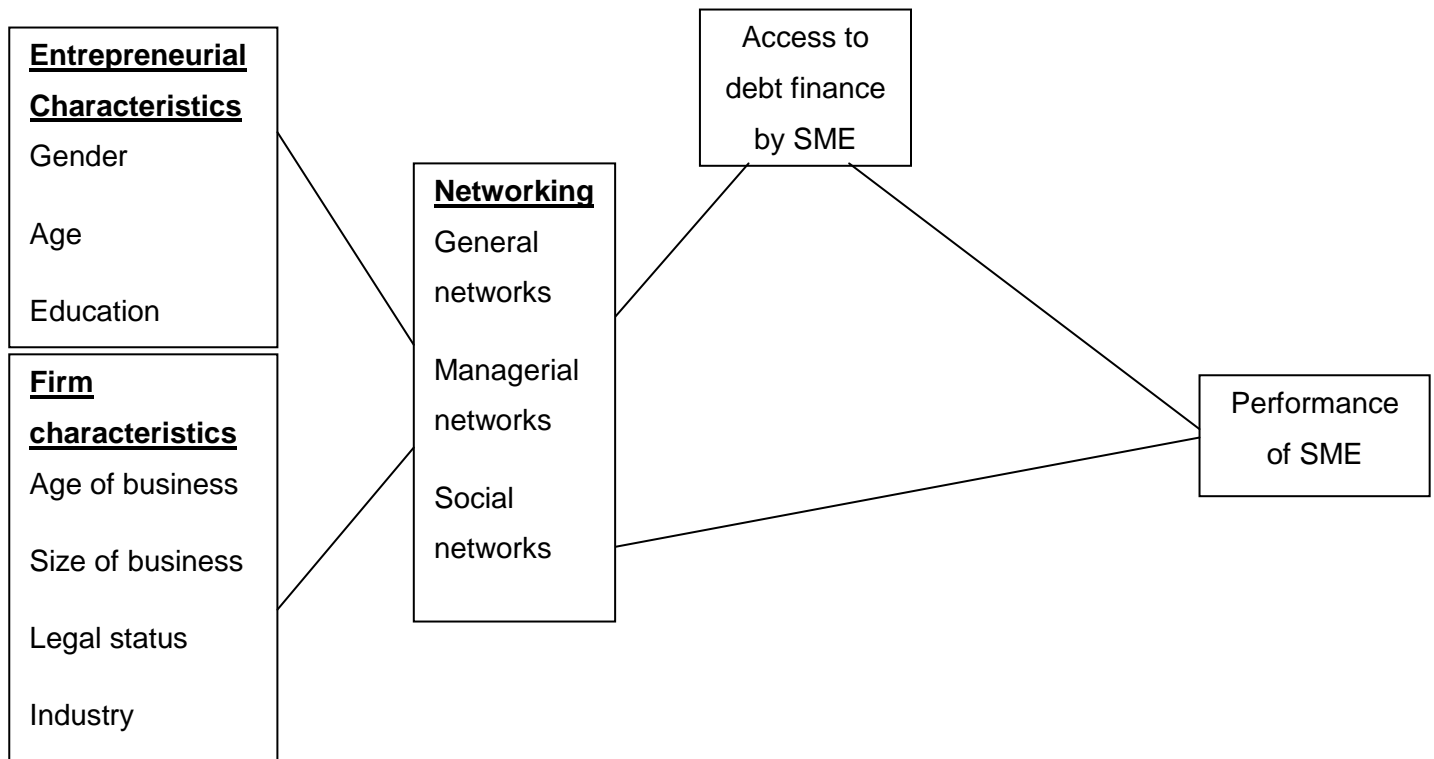 Entrepreneurial
Characteristics
Gender
Age
Education
Firm
characteristics
Age of business
Size of business
Legal status
Industry
Networking
General
networks
Managerial
networks
Social
networks
Access to
debt finance
by SME
Performance
of SME